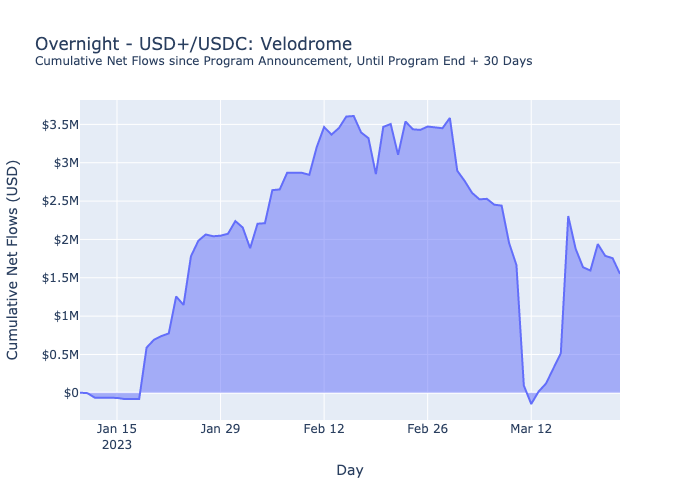 Overnight - USD+/USDC: Velodrome
Cumulative Net Flows since Program Announcement, Until Program End + 30 Days
Cumulative Net Flows (USD)
$3.5M
$3M
$2.5M
$2M
$1.5M
$1M
$0.5M
$0
Jan 15
2023
Jan 29
Feb 12
Feb 26
Mar 12
Day